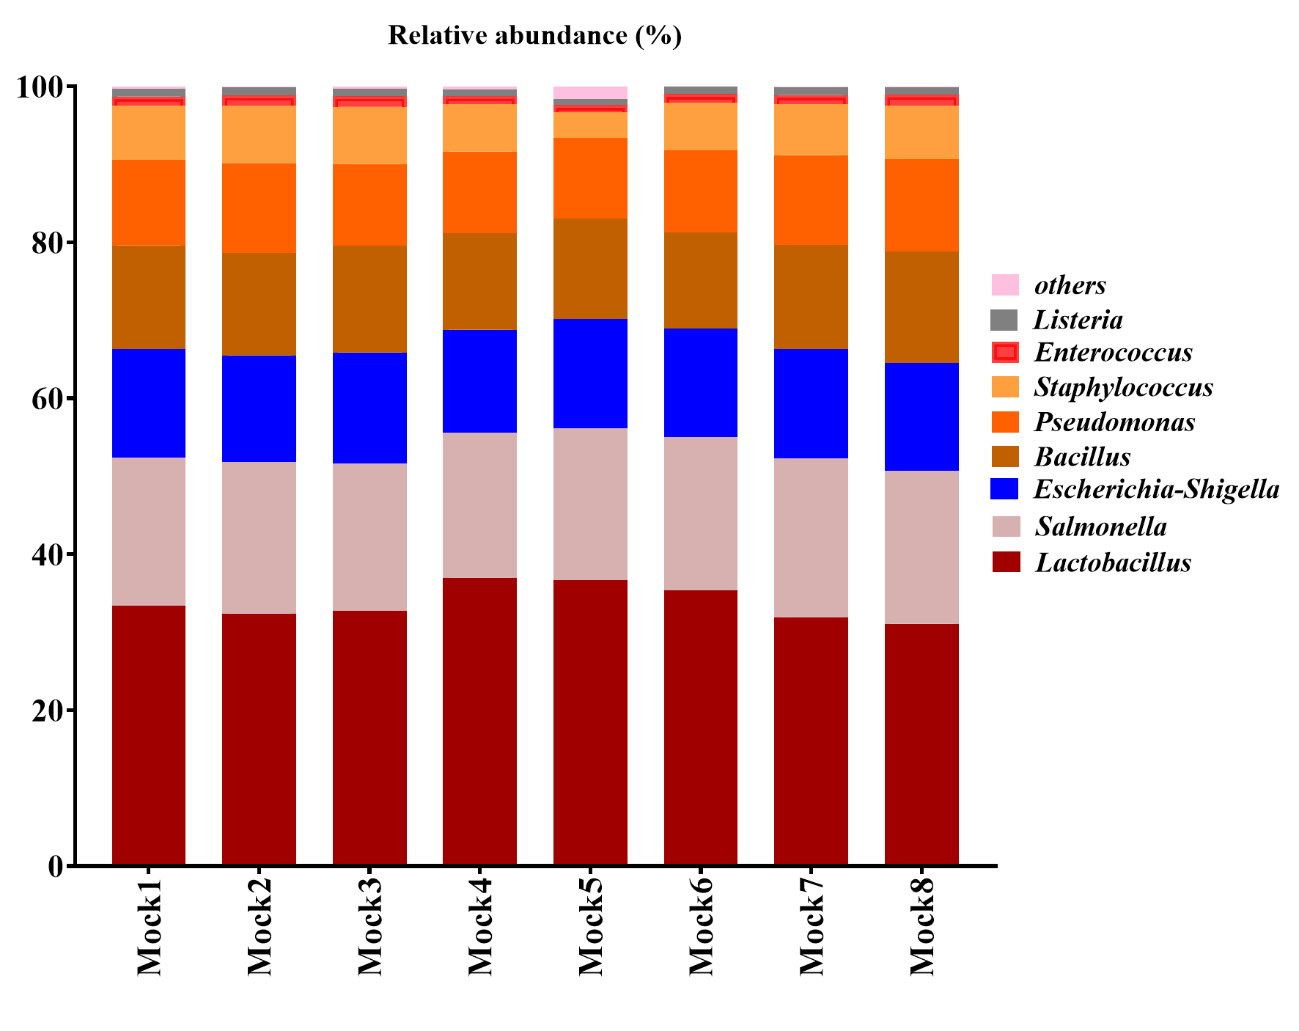 Relative abundance (%)
100
80
60
40
20
0
Mock1
Mock2
Mock3
Mock4
Mock5
Mock6
Mock7
Mock8
others
Listeria
Enterococcus
Staphylococcus
Pseudomonas
Bacillus
Escherichia-Shigella
Salmonella
Lactobacillus